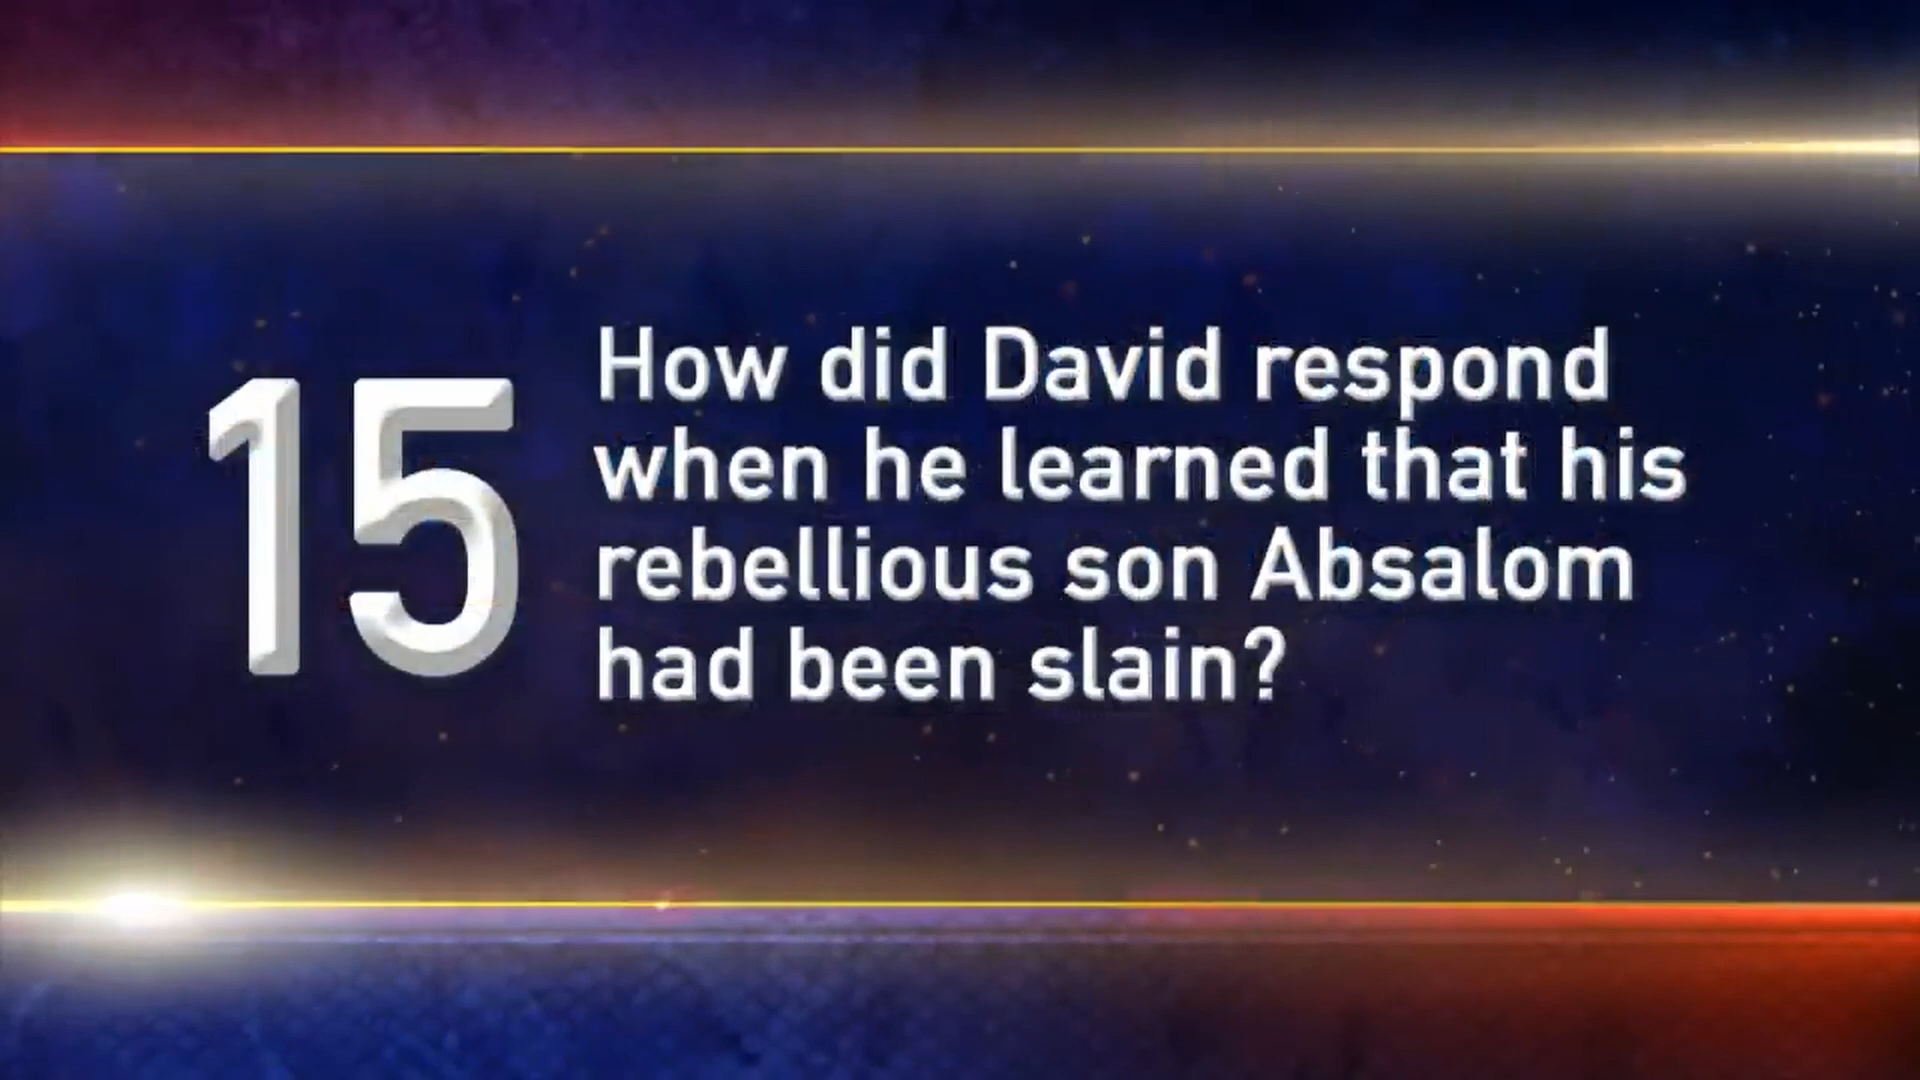 15
How did David respond
when he learned that his
rebellious son Absalom
had been slain?